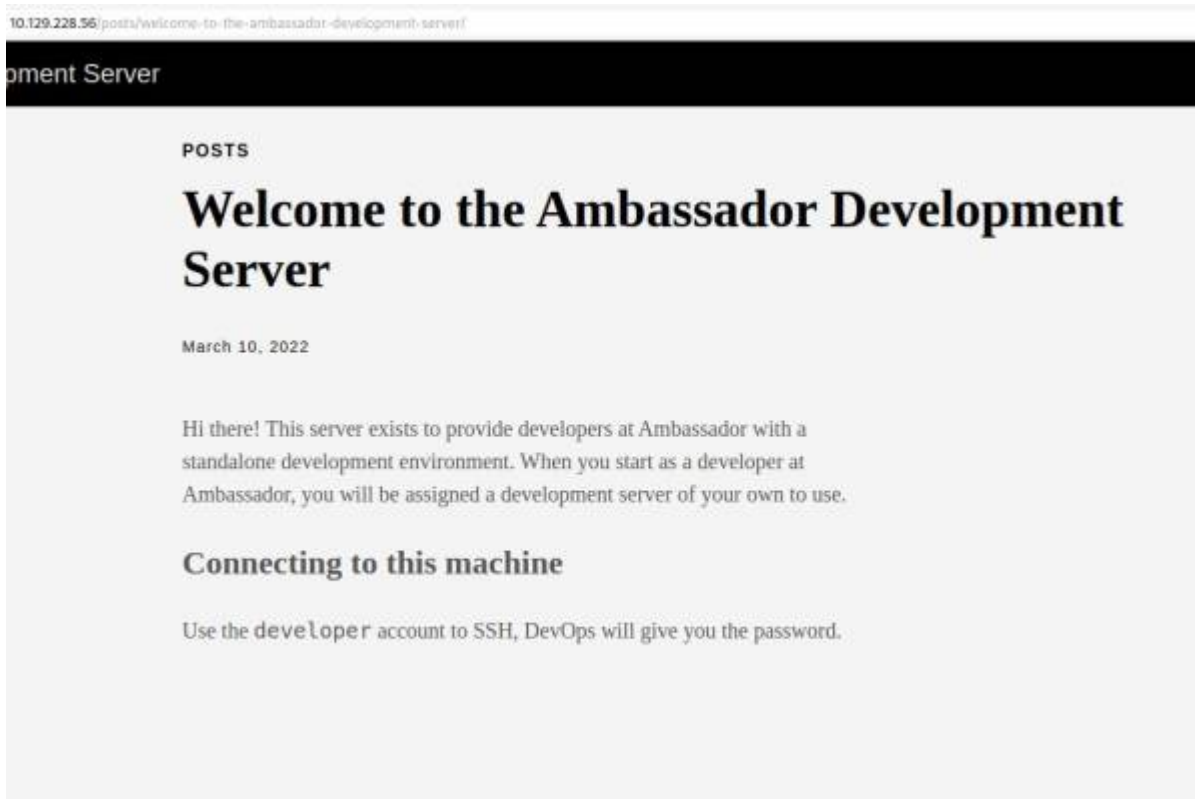 10.129.228.56/posts/welcome-to-the-ambassador-development-server/
pment Server
POSTS
Welcome to the Ambassador Development
Server
March 10, 2022
Hi there! This server exists to provide developers at Ambassador with a
standalone development environment. When you start as a developer at
Ambassador, you will be assigned a development server of your own to use.
Connecting to this machine
Use the developer account to SSH, DevOps will give you the password.